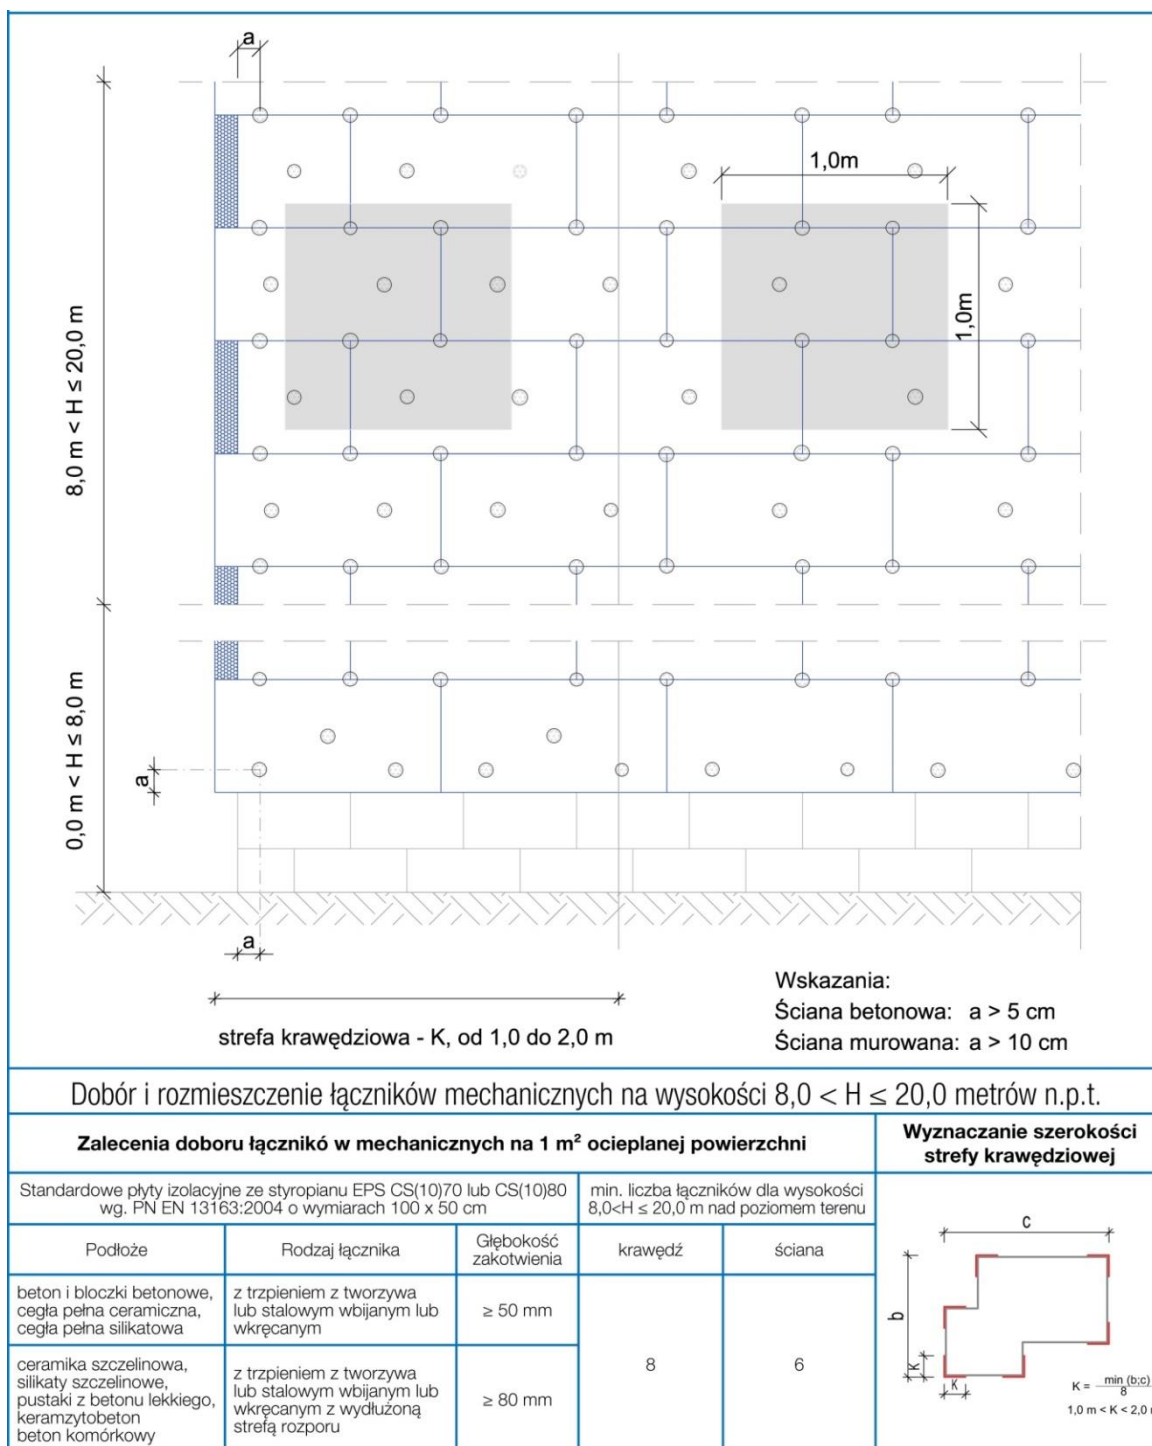 a
1,0m
1,0m
8,0 m < H ≤ 20,0 m
0,0 m < H ≤ 8,0 m
a
a
Wskazania:
Ściana betonowa: a > 5 cm
strefa krawędziowa - K, od 1,0 do 2,0 m
Ściana murowana: a > 10 cm
Dobór i rozmieszczenie łączników mechanicznych na wysokości 8,0 < H ≤ 20,0 metrów n.p.t.
Zalecenia doboru łącznikó w mechanicznych na 1 m² ocieplanej powierzchni
Wyznaczanie szerokości
strefy krawędziowej
Standardowe płyty izolacyjne ze styropianu EPS CS(10)70 lub CS(10)80
wg. PN EN 13163:2004 o wymiarach 100 x 50 cm
min. liczba łączników dla wysokości
8,0<H ≤ 20,0 m nad poziomem terenu
Podłoże
Rodzaj łącznika
Głębokość
zakotwienia
krawędź
ściana
beton i bloczki betonowe,
cegła pełna ceramiczna,
cegła pełna silikatowa
z trzpieniem z tworzywa
lub stalowym wbijanym lub
wkręcanym
≥ 50 mm
ceramika szczelinowa,
silikaty szczelinowe,
pustaki z betonu lekkiego,
keramzytobeton
beton komórkowy
z trzpieniem z tworzywa
lub stalowym wbijanym lub
wkręcanym z wydłużoną
strefą rozporu
≥ 80 mm
8
6
c
b
K
K
K = min (b;c)
8
1,0 m < K < 2,0 m